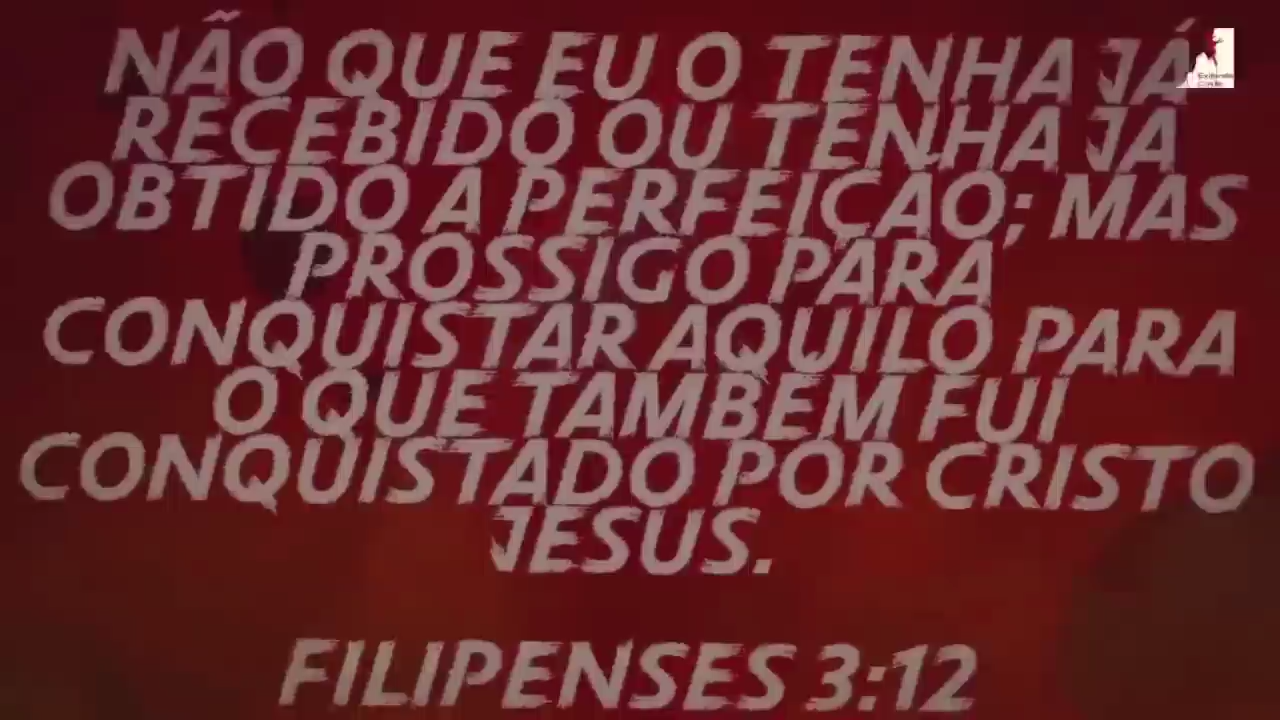 NÃO QUE EU O TENHA JÁ
RECEBIDO OU TENHA JÁ
OBTIDO A PERFEIÇÃO; MAS
PROSSIGO PARA
CONQUISTAR AQUILO PARA
O QUE TAMBÉM FUI
CONQUISTADO POR CRISTO
JESUS.
FILIPENSES 3:12